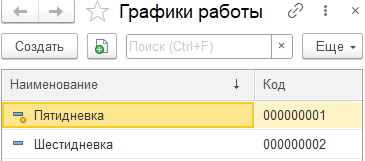 Графики работы
Создать Поиск (Ctrl+F) × Еще
Наименование ↓ Код
Пятидневка 000000001
Шестидневка 000000002